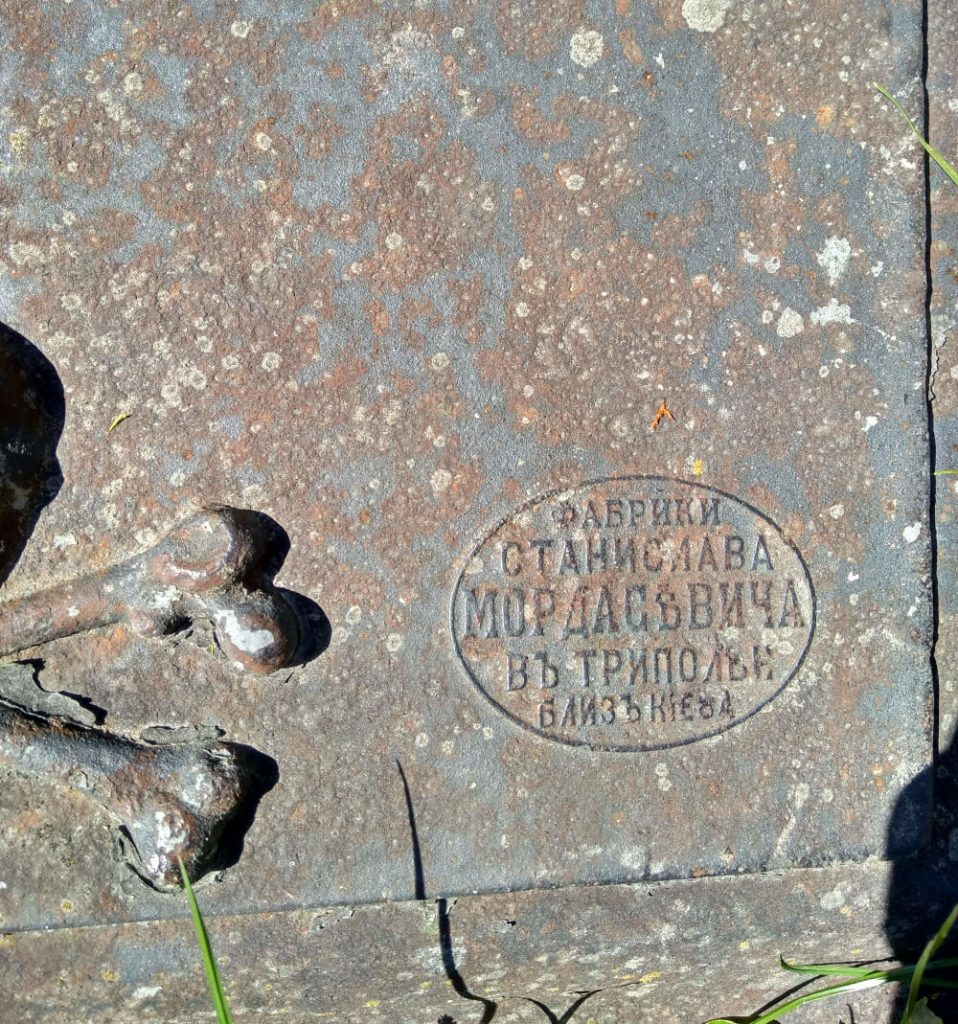 ФАБРИКИ
СТАНИСЛАВА
МОРДАСѢВИЧА
ВЪ ТРИПОЛЬѢ
БЛИЗЪ КІЕВА